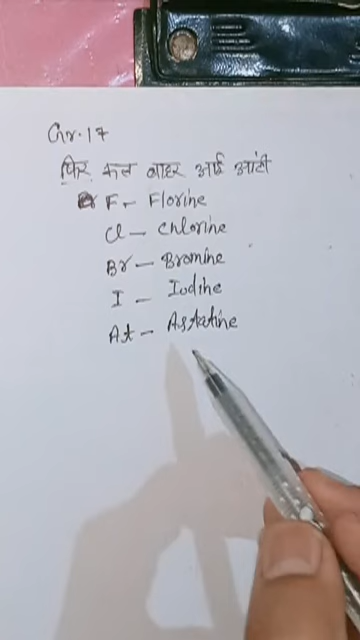 Gr. 17
फिर कल बाहर आई आंटी
F - Florine
Cl - Chlorine
Br - Bromine
I - Iodine
At - Astatine